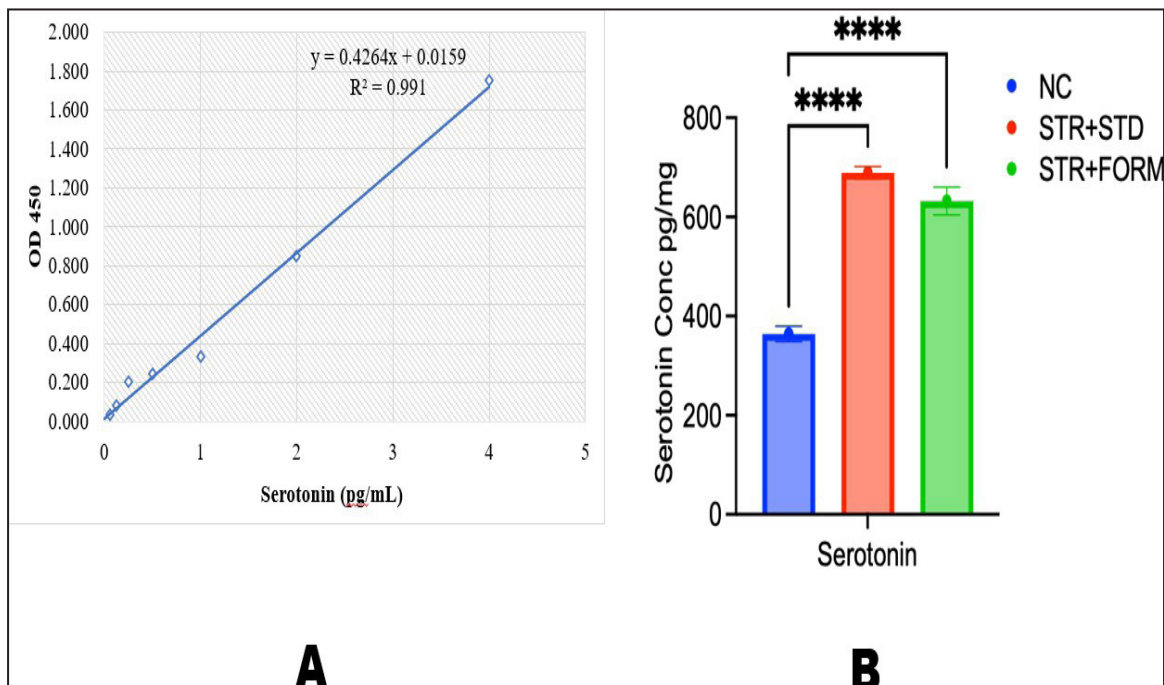 2.000
1.800
1.600
1.400
1.200
1.000
0.800
0.600
0.400
0.200
0.000
OD 450
y = 0.4264x + 0.0159
R² = 0.991
0 1 2 3 4 5
Serotonin (pg/mL)
A
****
****
NC
STR+STD
STR+FORM
800
600
400
200
0
Serotonin Conc pg/mg
Serotonin
B